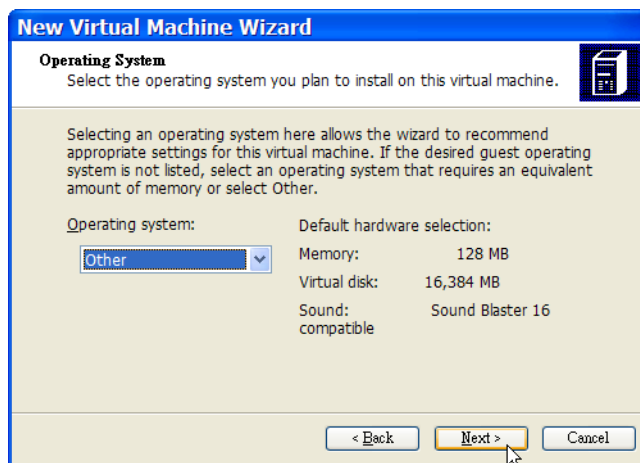 New Virtual Machine Wizard
Operating System
Select the operating system you plan to install on this virtual machine.
Selecting an operating system here allows the wizard to recommend
appropriate settings for this virtual machine. If the desired guest operating
system is not listed, select an operating system that requires an equivalent
amount of memory or select Other.
Operating system:
Other
Default hardware selection:
Memory: 128 MB
Virtual disk: 16,384 MB
Sound: Sound Blaster 16
compatible
< Back Next > Cancel